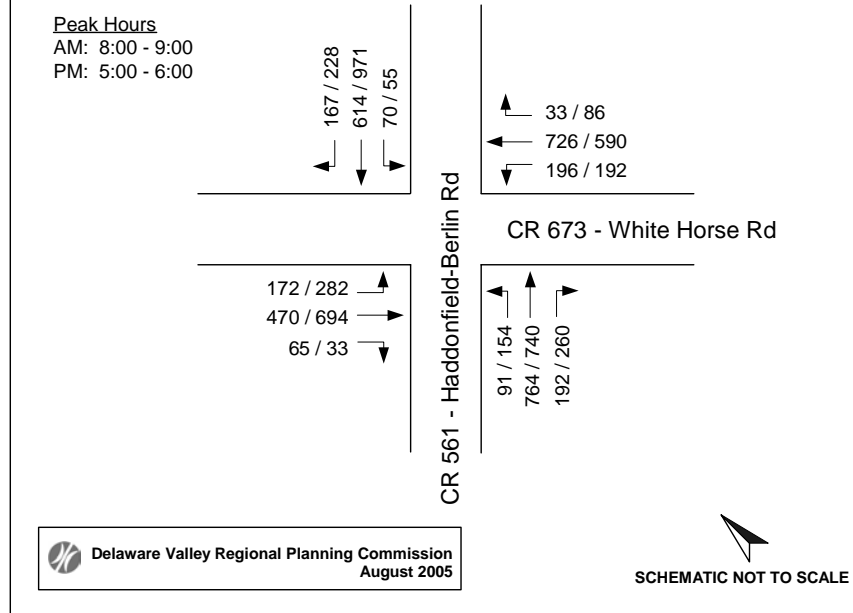 Peak Hours
AM: 8:00 - 9:00
PM: 5:00 - 6:00
167 / 228
614 / 971
70 / 55
33 / 86
726 / 590
196 / 192
CR 673 - White Horse Rd
CR 561 - Haddonfield-Berlin Rd
172 / 282
470 / 694
65 / 33
91 / 154
764 / 740
192 / 260
Delaware Valley Regional Planning Commission
August 2005
SCHEMATIC NOT TO SCALE